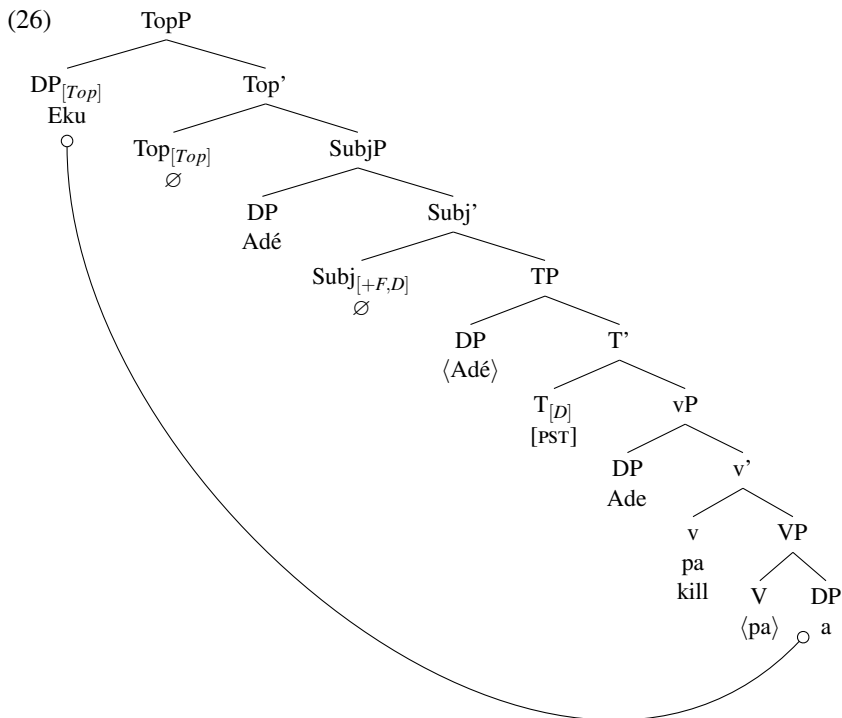 (26)
TopP
DP[Top] Top’
Eku
Top[Top] SubjP
∅
DP Subj’
Adé
Subj[+F,D] TP
∅
DP T’
⟨Adé⟩
T[D] vP
[PST]
DP v’
Ade
v VP
pa
kill V DP
⟨pa⟩ a